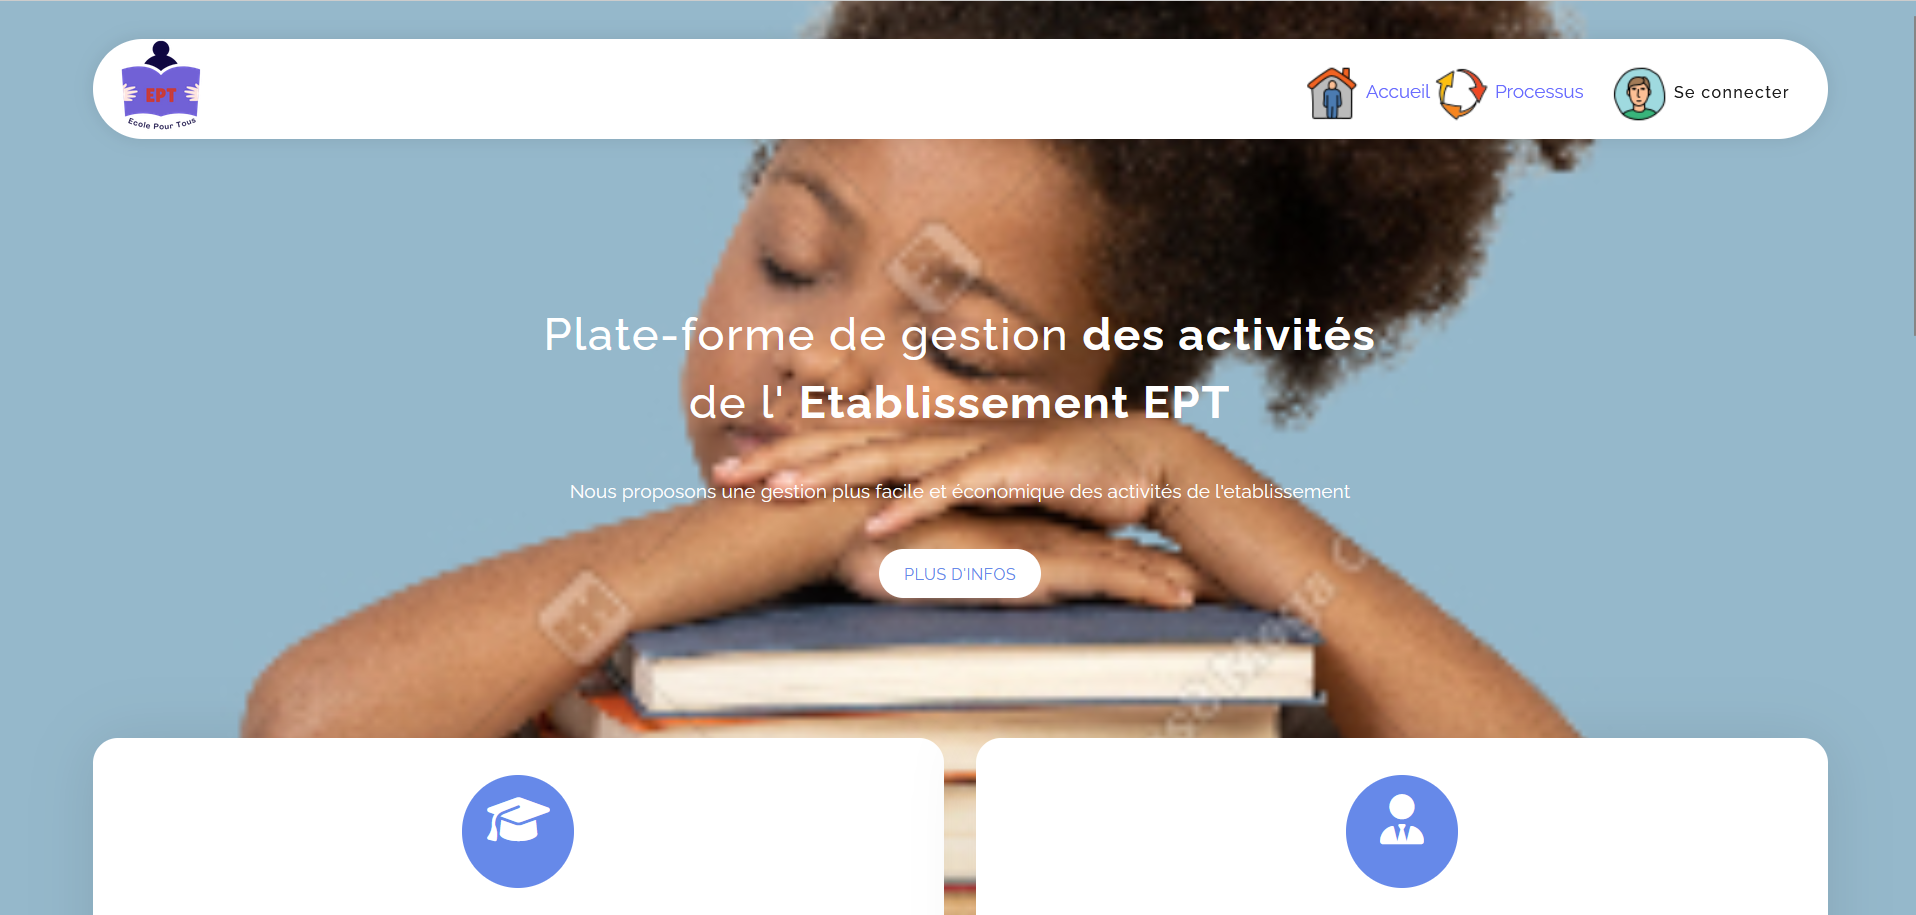 EPT
Ecole Pour Tous
Accueil
Processus
Se connecter
Plate-forme de gestion des activités
de l' Etablissement EPT
Nous proposons une gestion plus facile et économique des activités de l'etablissement
PLUS D'INFOS